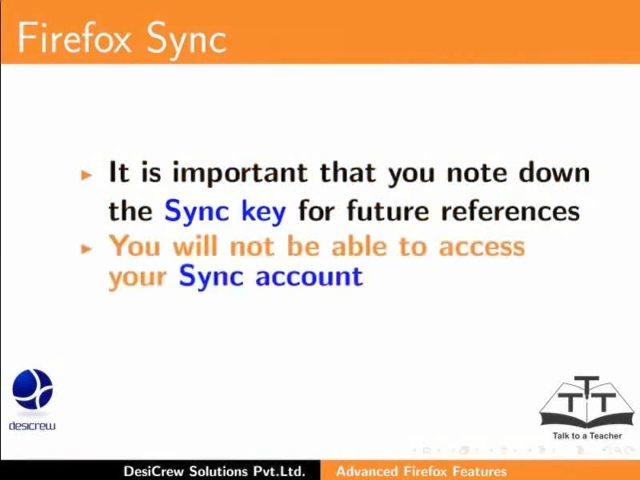 Firefox Sync
It is important that you note down
the Sync key for future references
You will not be able to access
your Sync account
desicrew
TTT
Talk to a Teacher
DesiCrew Solutions Pvt.Ltd.
Advanced Firefox Features